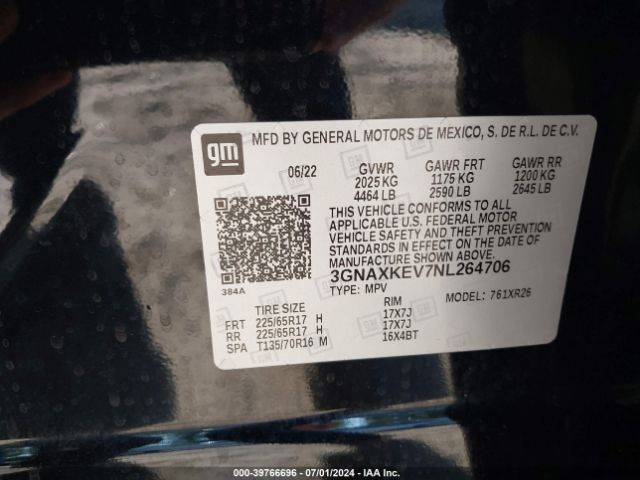 gm
MFD BY GENERAL MOTORS DE MEXICO, S. DE R.L. DE C.V.
06/22 GVWR GAWR FRT GAWR RR
2025 KG 1175 KG 1200 KG
4464 LB 2590 LB 2645 LB
THIS VEHICLE CONFORMS TO ALL
APPLICABLE U.S. FEDERAL MOTOR
VEHICLE SAFETY AND THEFT PREVENTION
STANDARDS IN EFFECT ON THE DATE OF
MANUFACTURE SHOWN ABOVE.
3GNAXKEV7NL264706
384A
TYPE: MPV MODEL: 761XR26
TIRE SIZE RIM
FRT 225/65R17 H 17X7J
RR 225/65R17 H 17X7J
SPA T135/70R16 M 16X4BT
000-39766696 - 07/01/2024 - IAA Inc.